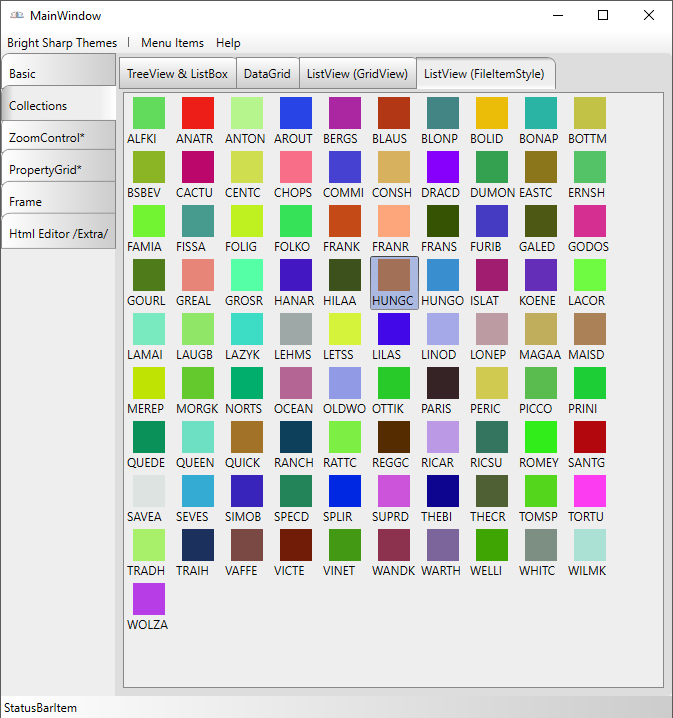 MainWindow
Bright Sharp Themes | Menu Items Help
Basic
Collections
ZoomControl*
PropertyGrid*
Frame
Html Editor /Extra/
TreeView & ListBox DataGrid ListView (GridView) ListView (FileItemStyle)
ALFKI ANATR ANTON AROUT BERGS BLAUS BLONP BOLID BONAP BOTTM
BSBEV CACTU CENTC CHOPS COMMI CONSH DRACD DUMON EASTC ERNSH
FAMIA FISSA FOLIG FOLKO FRANK FRANR FRANS FURIB GALED GODOS
GOURL GREAL GROSR HANAR HILAA HUNGC HUNGO ISLAT KOENE LACOR
LAMAI LAUGB LAZYK LEHMS LETSS LILAS LINOD LONEP MAGAA MAISD
MEREP MORGK NORTS OCEAN OLDWO OTTIK PARIS PERIC PICCO PRINI
QUEDE QUEEN QUICK RANCH RATTC REGGC RICAR RICSU ROMEY SANTG
SAVEA SEVES SIMOB SPECD SPLIR SUPRD THEBI THECR TOMSP TORTU
TRADH TRAIH VAFFE VICTE VINET WANDK WARTH WELLI WHITC WILMK
WOLZA
StatusBarItem